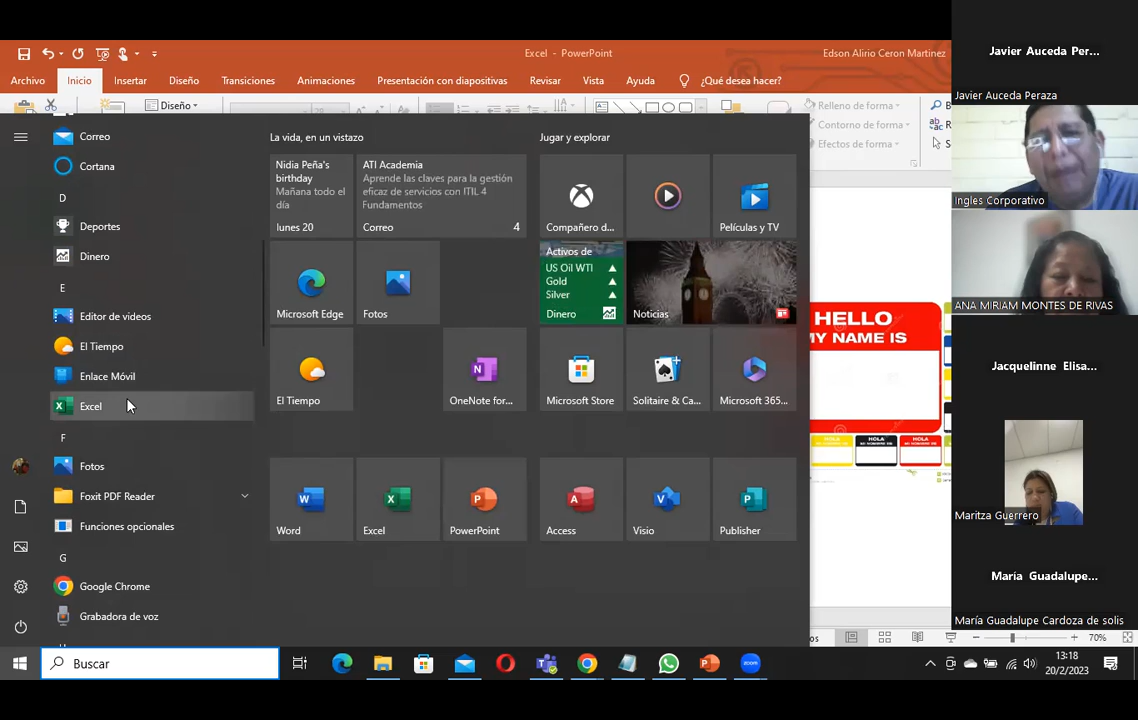 Excel - PowerPoint
Edson Alirio Ceron Martinez
Archivo
Inicio
Insertar
Diseño
Transiciones
Animaciones
Presentación con diapositivas
Revisar
Vista
Ayuda
¿Qué desea hacer?
Diseño
Relleno de forma
Contorno de forma
Efectos de forma
Correo
Cortana
D
Deportes
Dinero
E
Editor de videos
El Tiempo
Enlace Móvil
Excel
F
Fotos
Foxit PDF Reader
Funciones opcionales
G
Google Chrome
Grabadora de voz
La vida, en un vistazo
Nidia Peña's
birthday
Mañana todo el
día
lunes 20
ATI Academia
Aprende las claves para la gestión
eficaz de servicios con ITIL 4
Fundamentos
Correo 4
Microsoft Edge
Fotos
El Tiempo
OneNote for...
Word
Excel
PowerPoint
Jugar y explorar
Compañero d...
Películas y TV
Activos de
US Oil WTI
Gold
Silver
Dinero
Noticias
Microsoft Store
Solitaire & Ca...
Microsoft 365...
Access
Visio
Publisher
HELLO
MY NAME IS
HOLA
HOLA
HOLA
70%
Buscar
13:18
20/2/2023
Javier Auceda Per...
Javier Auceda Peraza
Ingles Corporativo
ANA MIRIAM MONTES DE RIVAS
Jacquelinne Elisa...
Maritza Guerrero
María Guadalupe...
María Guadalupe Cardoza de solis